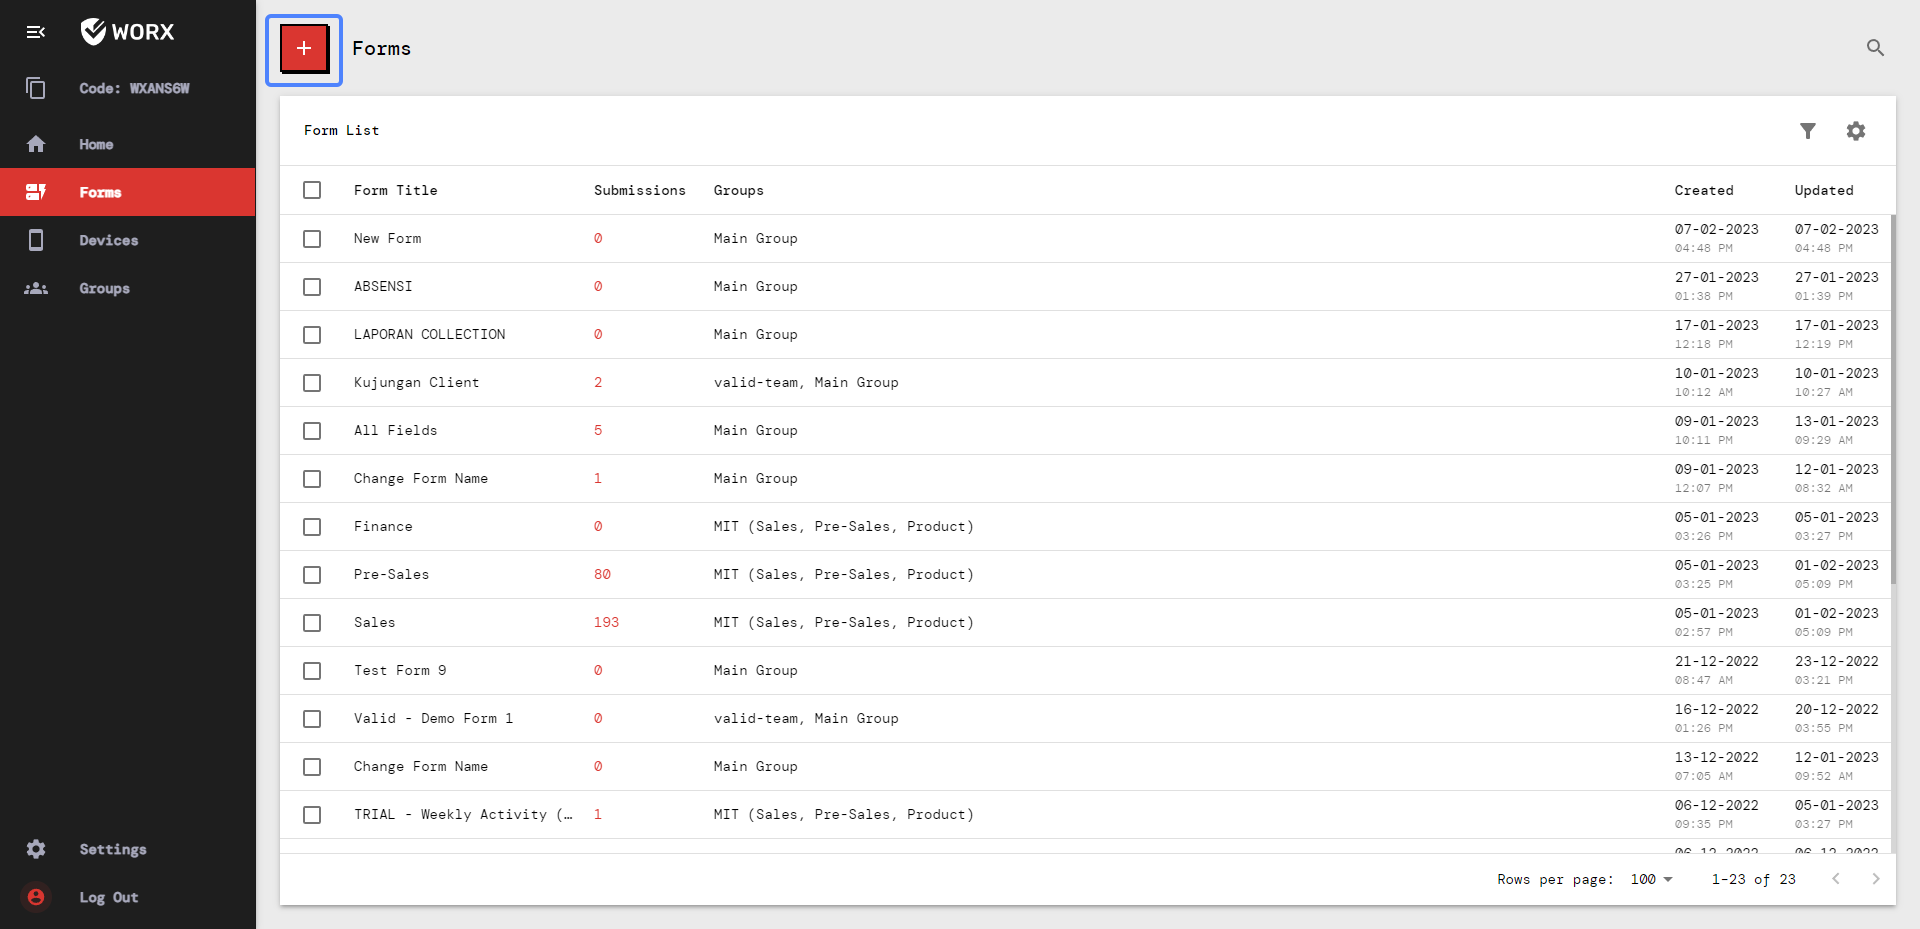 WORX
Code: WXANS6W
Home
Forms
Devices
Groups
Settings
Log Out
Forms
Form List
Form Title Submissions Groups Created Updated
New Form 0 Main Group 07-02-2023 07-02-2023
04:48 PM 04:48 PM
ABSENSI 0 Main Group 27-01-2023 27-01-2023
01:38 PM 01:39 PM
LAPORAN COLLECTION 0 Main Group 17-01-2023 17-01-2023
12:18 PM 12:19 PM
Kujungan Client 2 valid-team, Main Group 10-01-2023 10-01-2023
10:12 AM 10:27 AM
All Fields 5 Main Group 09-01-2023 13-01-2023
10:11 PM 09:29 AM
Change Form Name 1 Main Group 09-01-2023 12-01-2023
12:07 PM 08:32 AM
Finance 0 MIT (Sales, Pre-Sales, Product) 05-01-2023 05-01-2023
03:26 PM 03:27 PM
Pre-Sales 80 MIT (Sales, Pre-Sales, Product) 05-01-2023 01-02-2023
03:25 PM 05:09 PM
Sales 193 MIT (Sales, Pre-Sales, Product) 05-01-2023 01-02-2023
02:57 PM 05:09 PM
Test Form 9 0 Main Group 21-12-2022 23-12-2022
08:47 AM 03:21 PM
Valid - Demo Form 1 0 valid-team, Main Group 16-12-2022 20-12-2022
01:26 PM 03:55 PM
Change Form Name 0 Main Group 13-12-2022 12-01-2023
07:05 AM 09:52 AM
TRIAL - Weekly Activity (… 1 MIT (Sales, Pre-Sales, Product) 06-12-2022 05-01-2023
09:35 PM 03:27 PM
06-12-2022 06-12-2022
Rows per page: 100 1-23 of 23